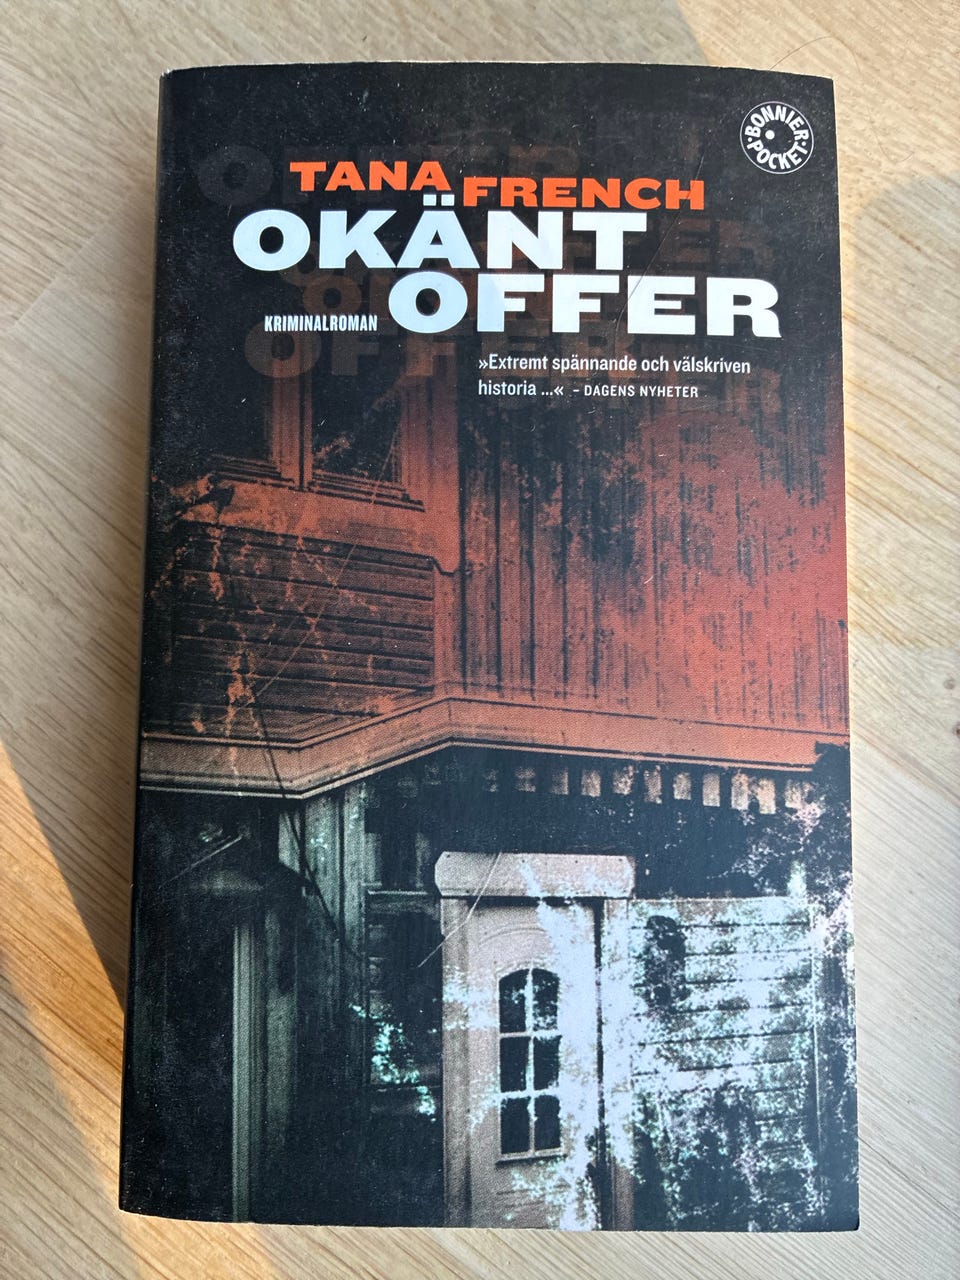 BONNIER
POCKET
TANA FRENCH
OKÄNT
OFFER
KRIMINALROMAN
»Extremt spännande och välskriven
historia ...« – DAGENS NYHETER